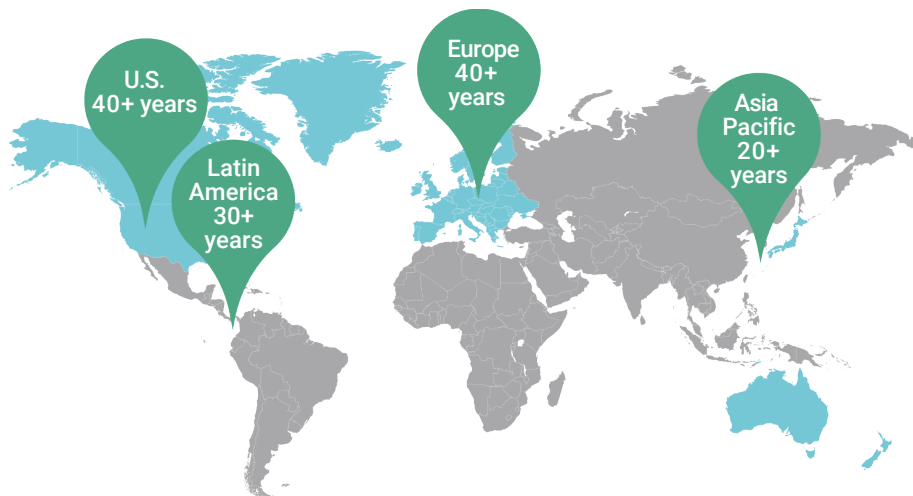 U.S.
40+ years
Latin
America
30+
years
Europe
40+
years
Asia
Pacific
20+
years